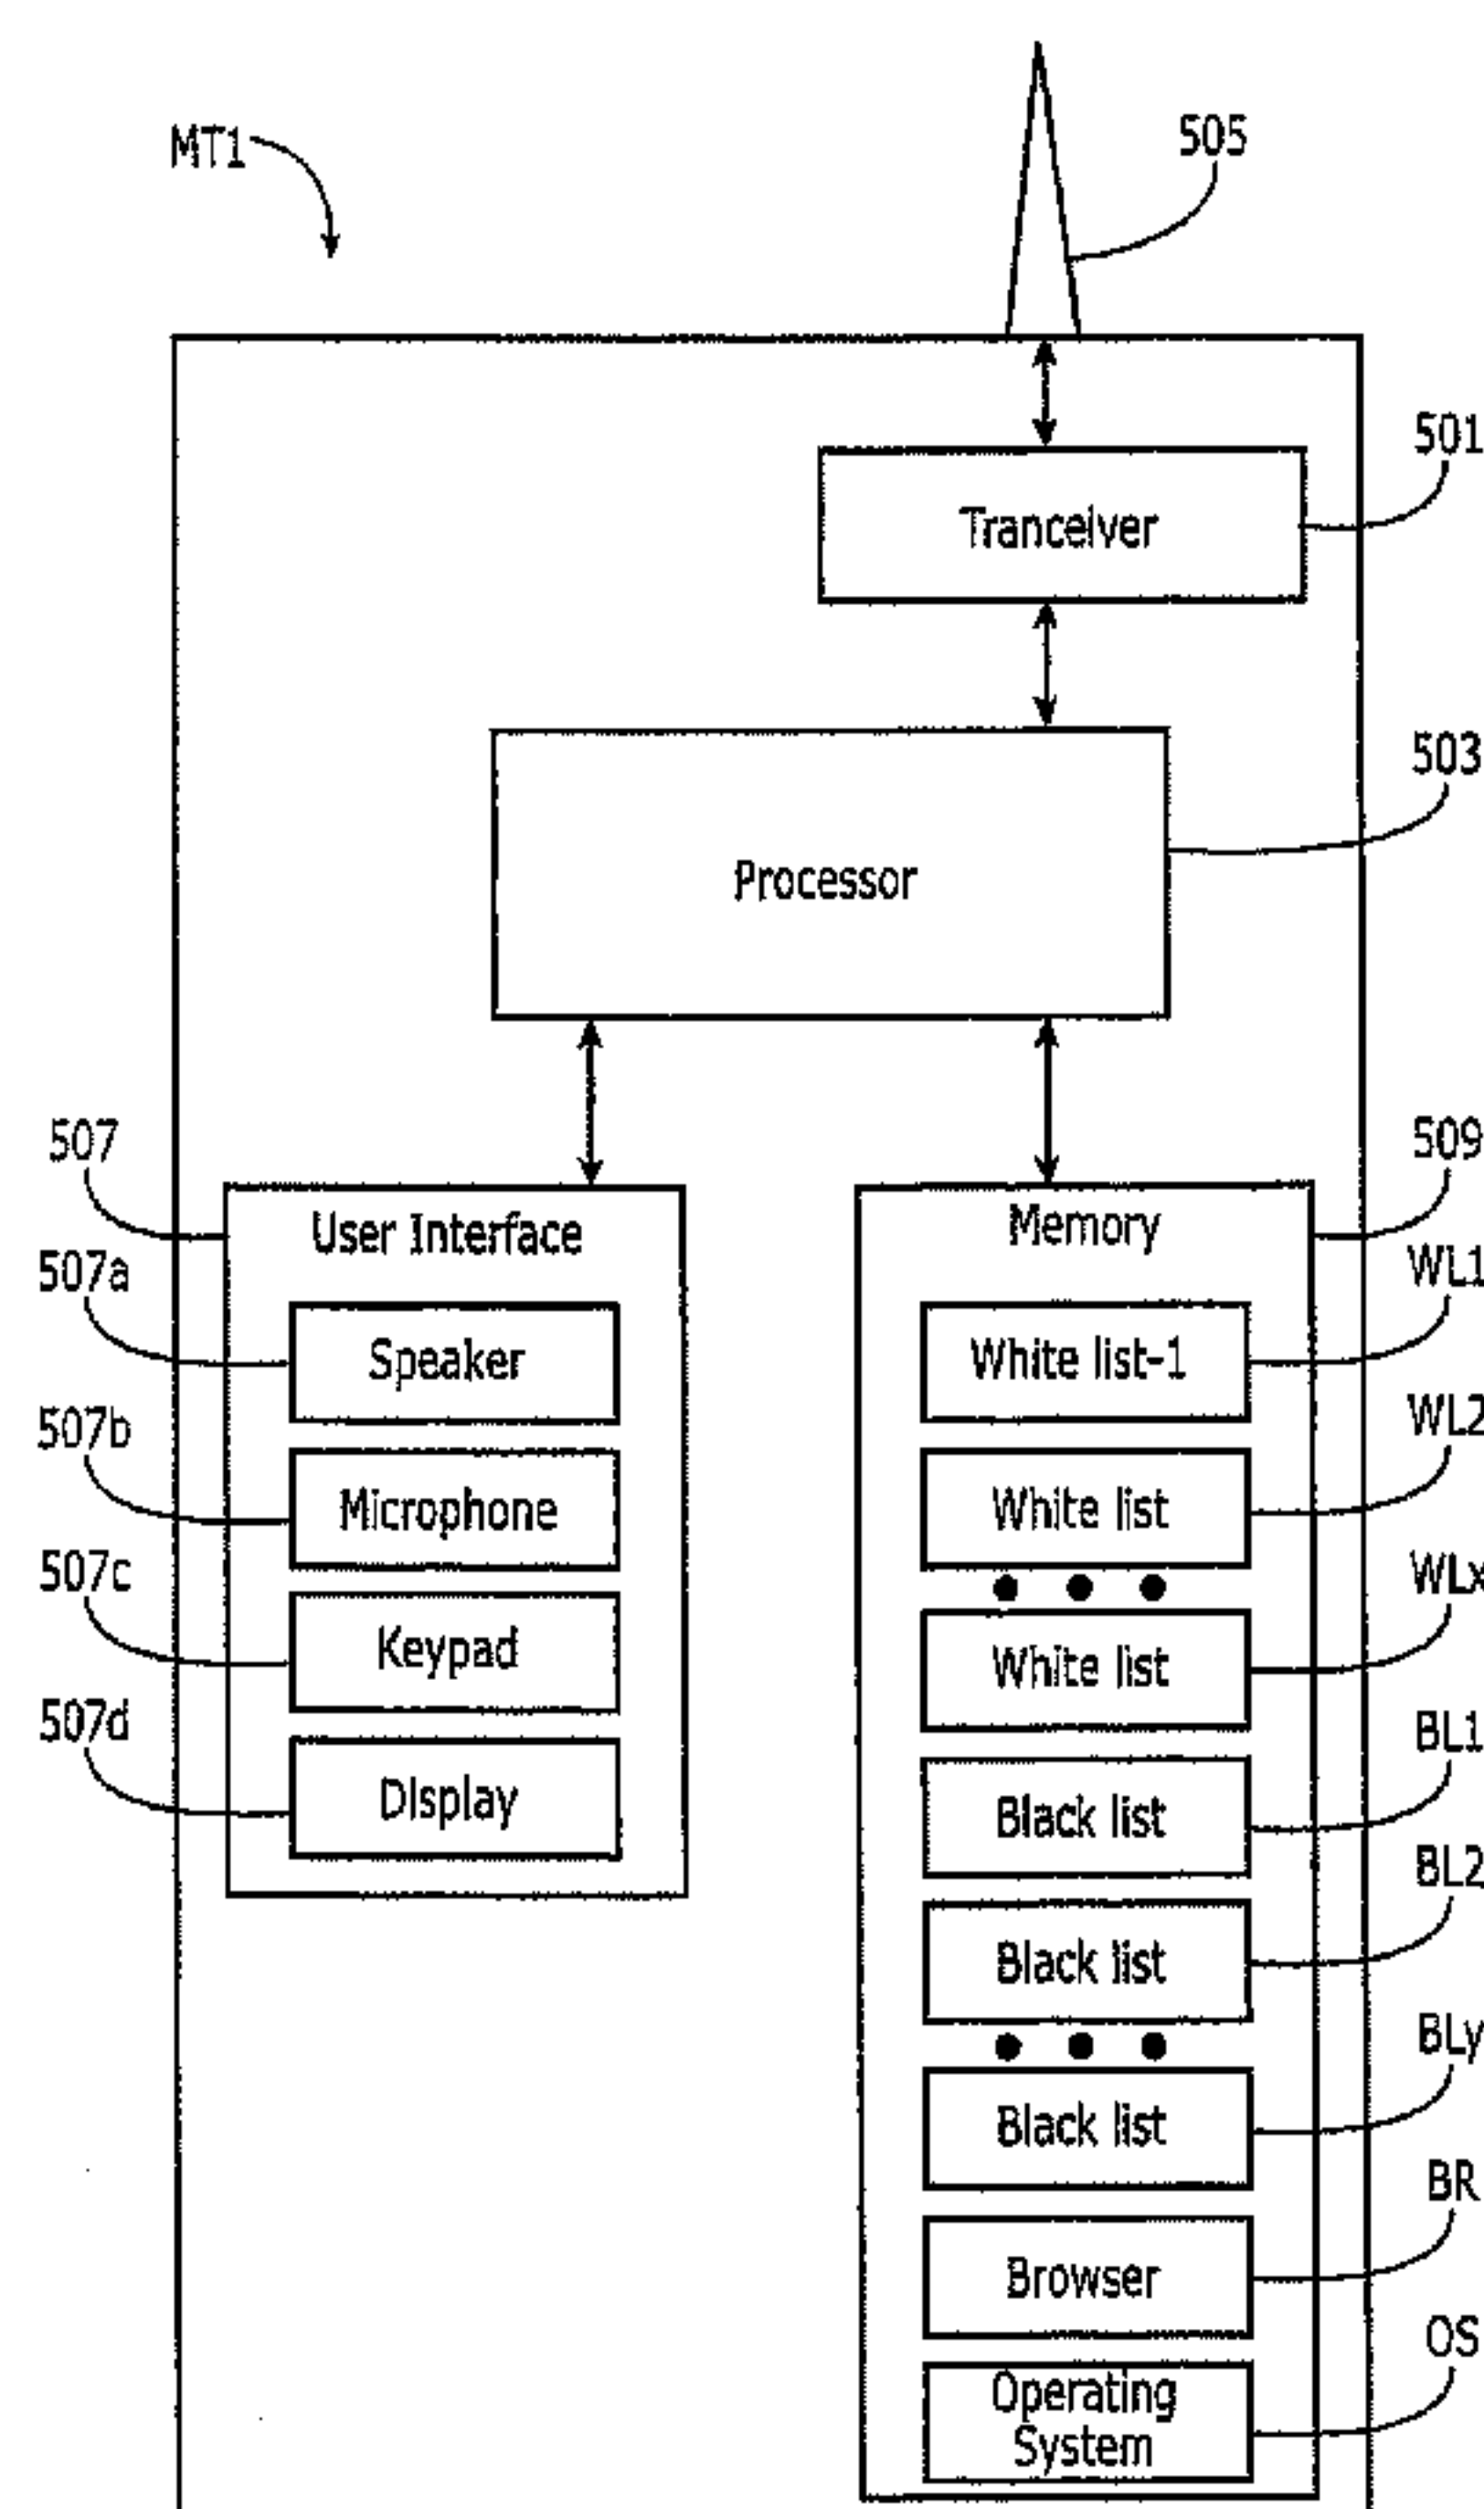 MT1
505
501
Tranceiver
503
Processor
507
509
User Interface
Memory
507a
Speaker
WL1
White list-1
507b
Microphone
WL2
White list
507c
Keypad
WLx
White list
507d
Display
BL1
Black list
BL2
Black list
BLy
Black list
BR
Browser
OS
Operating
System